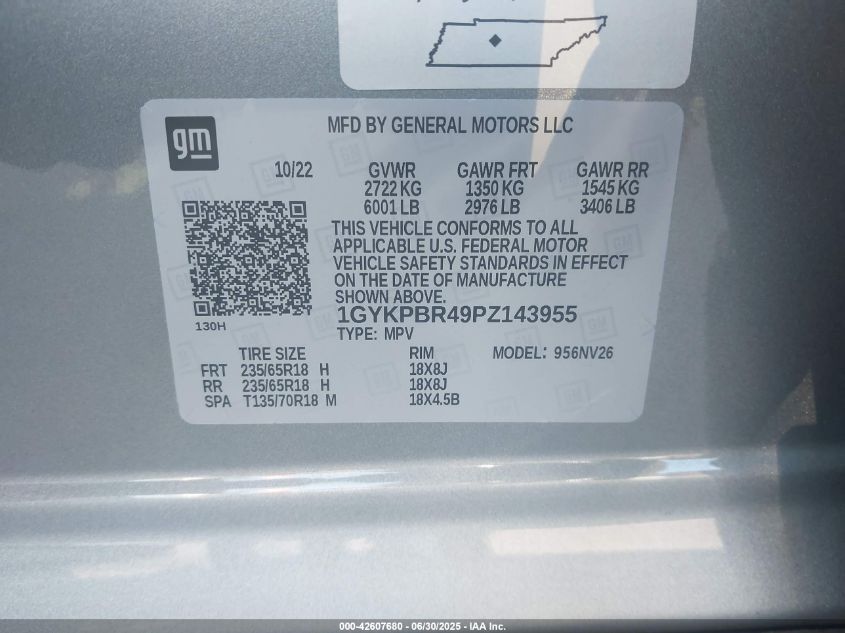 gm
MFD BY GENERAL MOTORS LLC
10/22 GVWR GAWR FRT GAWR RR
2722 KG 1350 KG 1545 KG
6001 LB 2976 LB 3406 LB
THIS VEHICLE CONFORMS TO ALL
APPLICABLE U.S. FEDERAL MOTOR
VEHICLE SAFETY STANDARDS IN EFFECT
ON THE DATE OF MANUFACTURE
SHOWN ABOVE.
1GYKPBR49PZ143955
130H
TYPE: MPV
TIRE SIZE RIM MODEL: 956NV26
FRT 235/65R18 H 18X8J
RR 235/65R18 H 18X8J
SPA T135/70R18 M 18X4.5B
000-42607680 - 06/30/2025 - IAA Inc.